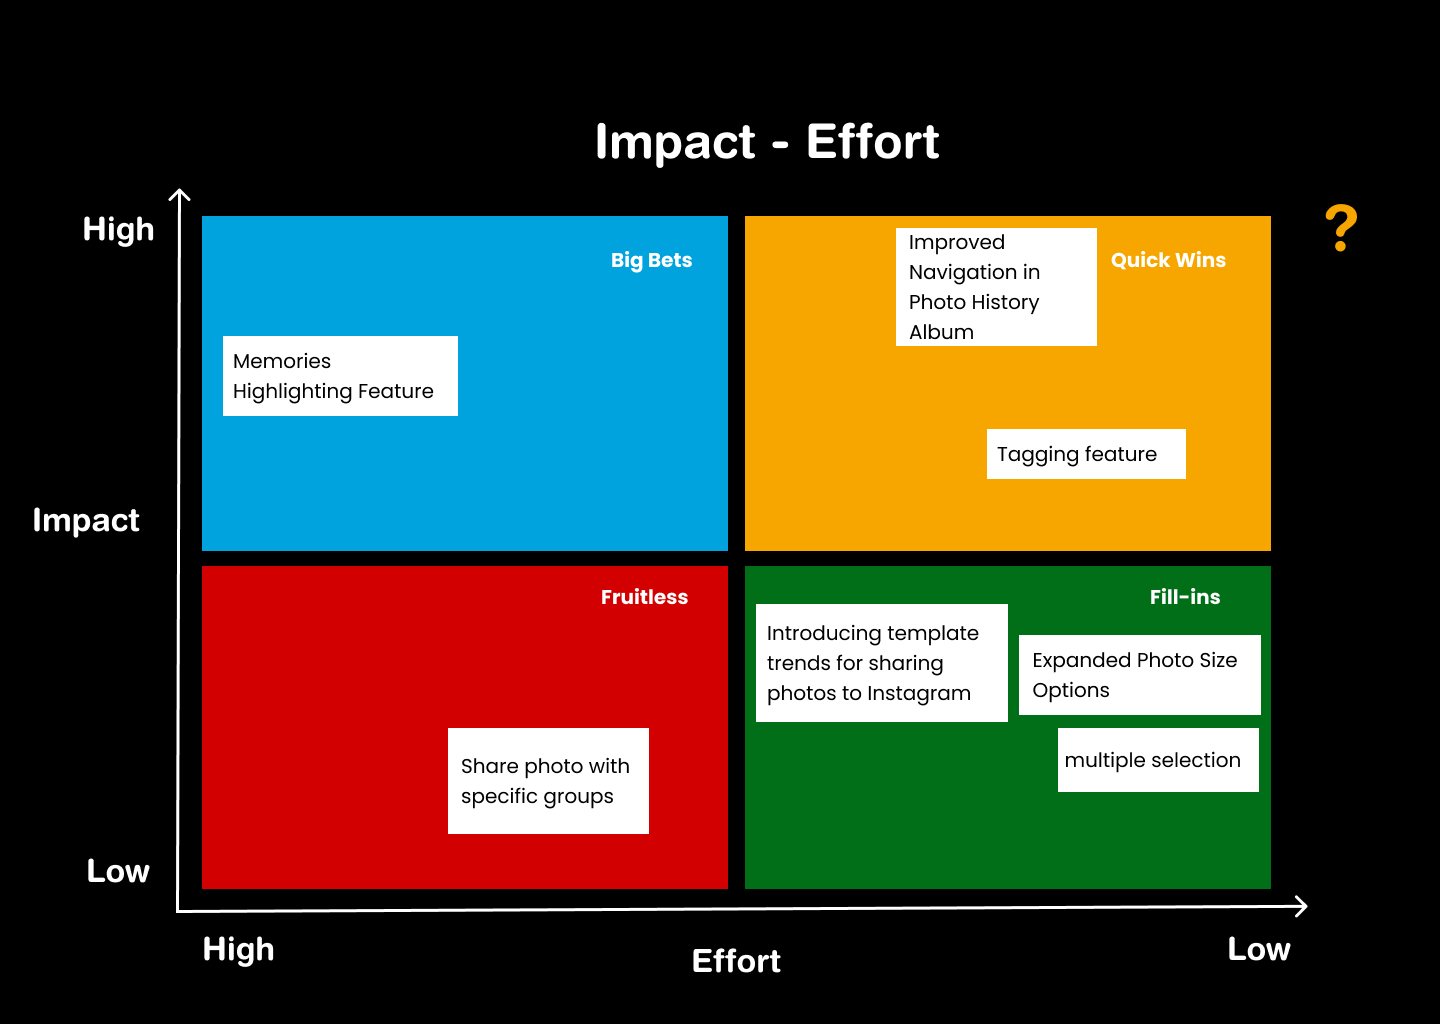 Impact - Effort
High
?
Big Bets
Quick Wins
Improved
Navigation in
Photo History
Album
Memories
Highlighting Feature
Tagging feature
Impact
Fruitless
Fill-ins
Introducing template
trends for sharing
photos to Instagram
Expanded Photo Size
Options
multiple selection
Share photo with
specific groups
Low
High
Effort
Low